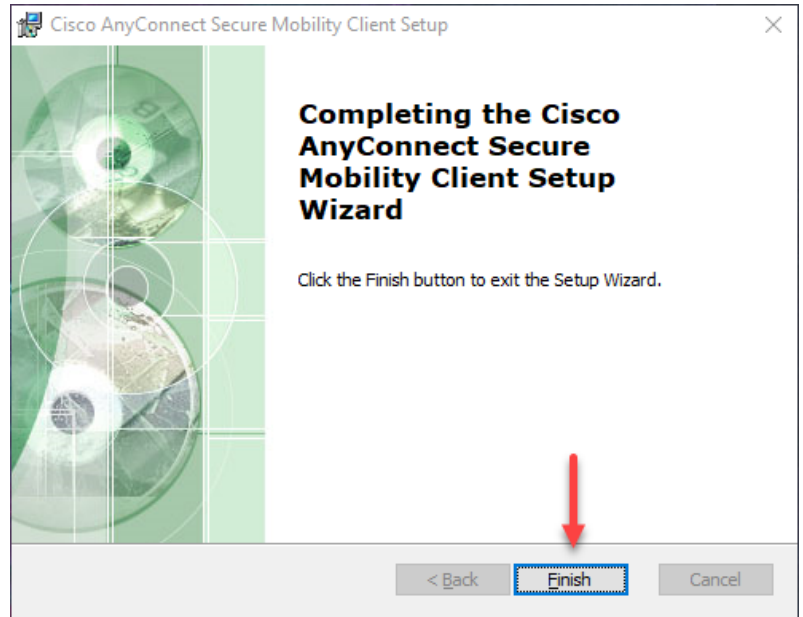 Cisco AnyConnect Secure Mobility Client Setup
Completing the Cisco
AnyConnect Secure
Mobility Client Setup
Wizard
Click the Finish button to exit the Setup Wizard.
< Back Finish Cancel